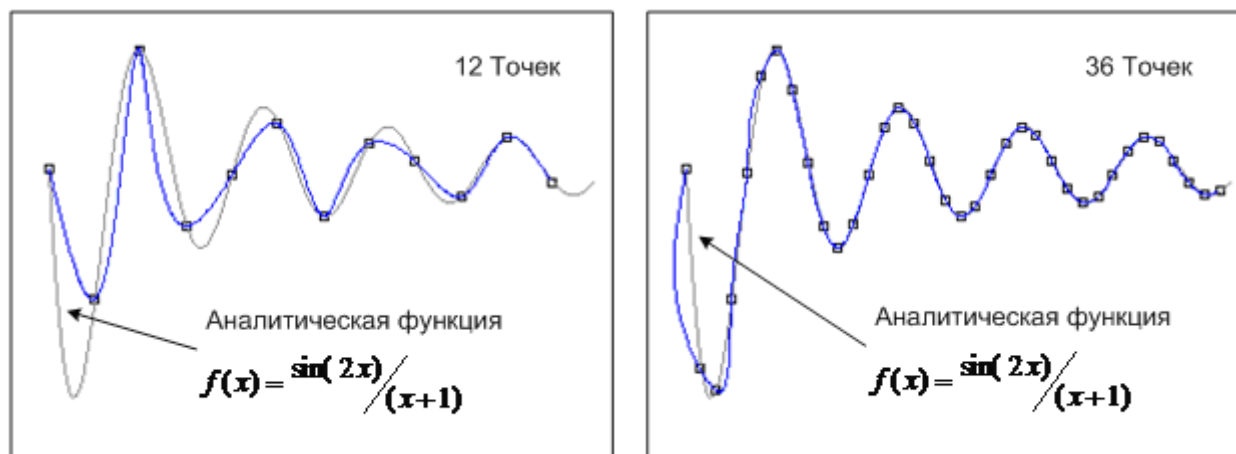 12 Точек
Аналитическая функция
f(x)=sin(2x)/(x+1)
36 Точек
Аналитическая функция
f(x)=sin(2x)/(x+1)